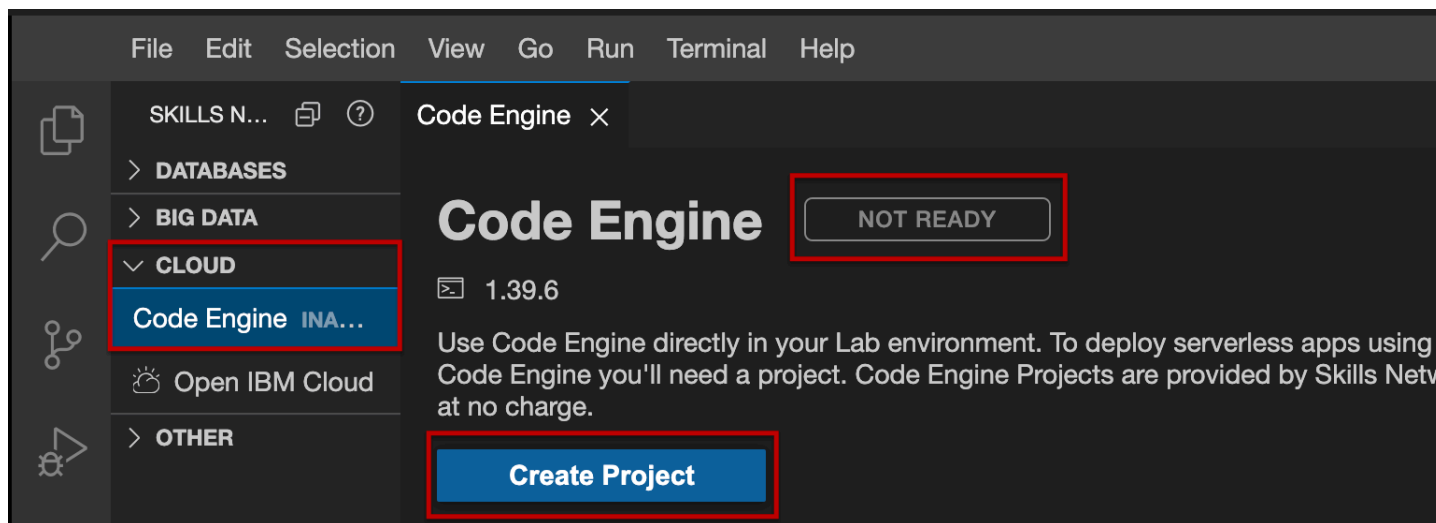 File Edit Selection View Go Run Terminal Help
SKILLS N...
Code Engine
DATABASES
BIG DATA
CLOUD
Code Engine INA...
Open IBM Cloud
OTHER
Code Engine
NOT READY
1.39.6
Use Code Engine directly in your Lab environment. To deploy serverless apps using
Code Engine you'll need a project. Code Engine Projects are provided by Skills
at no charge.
Create Project